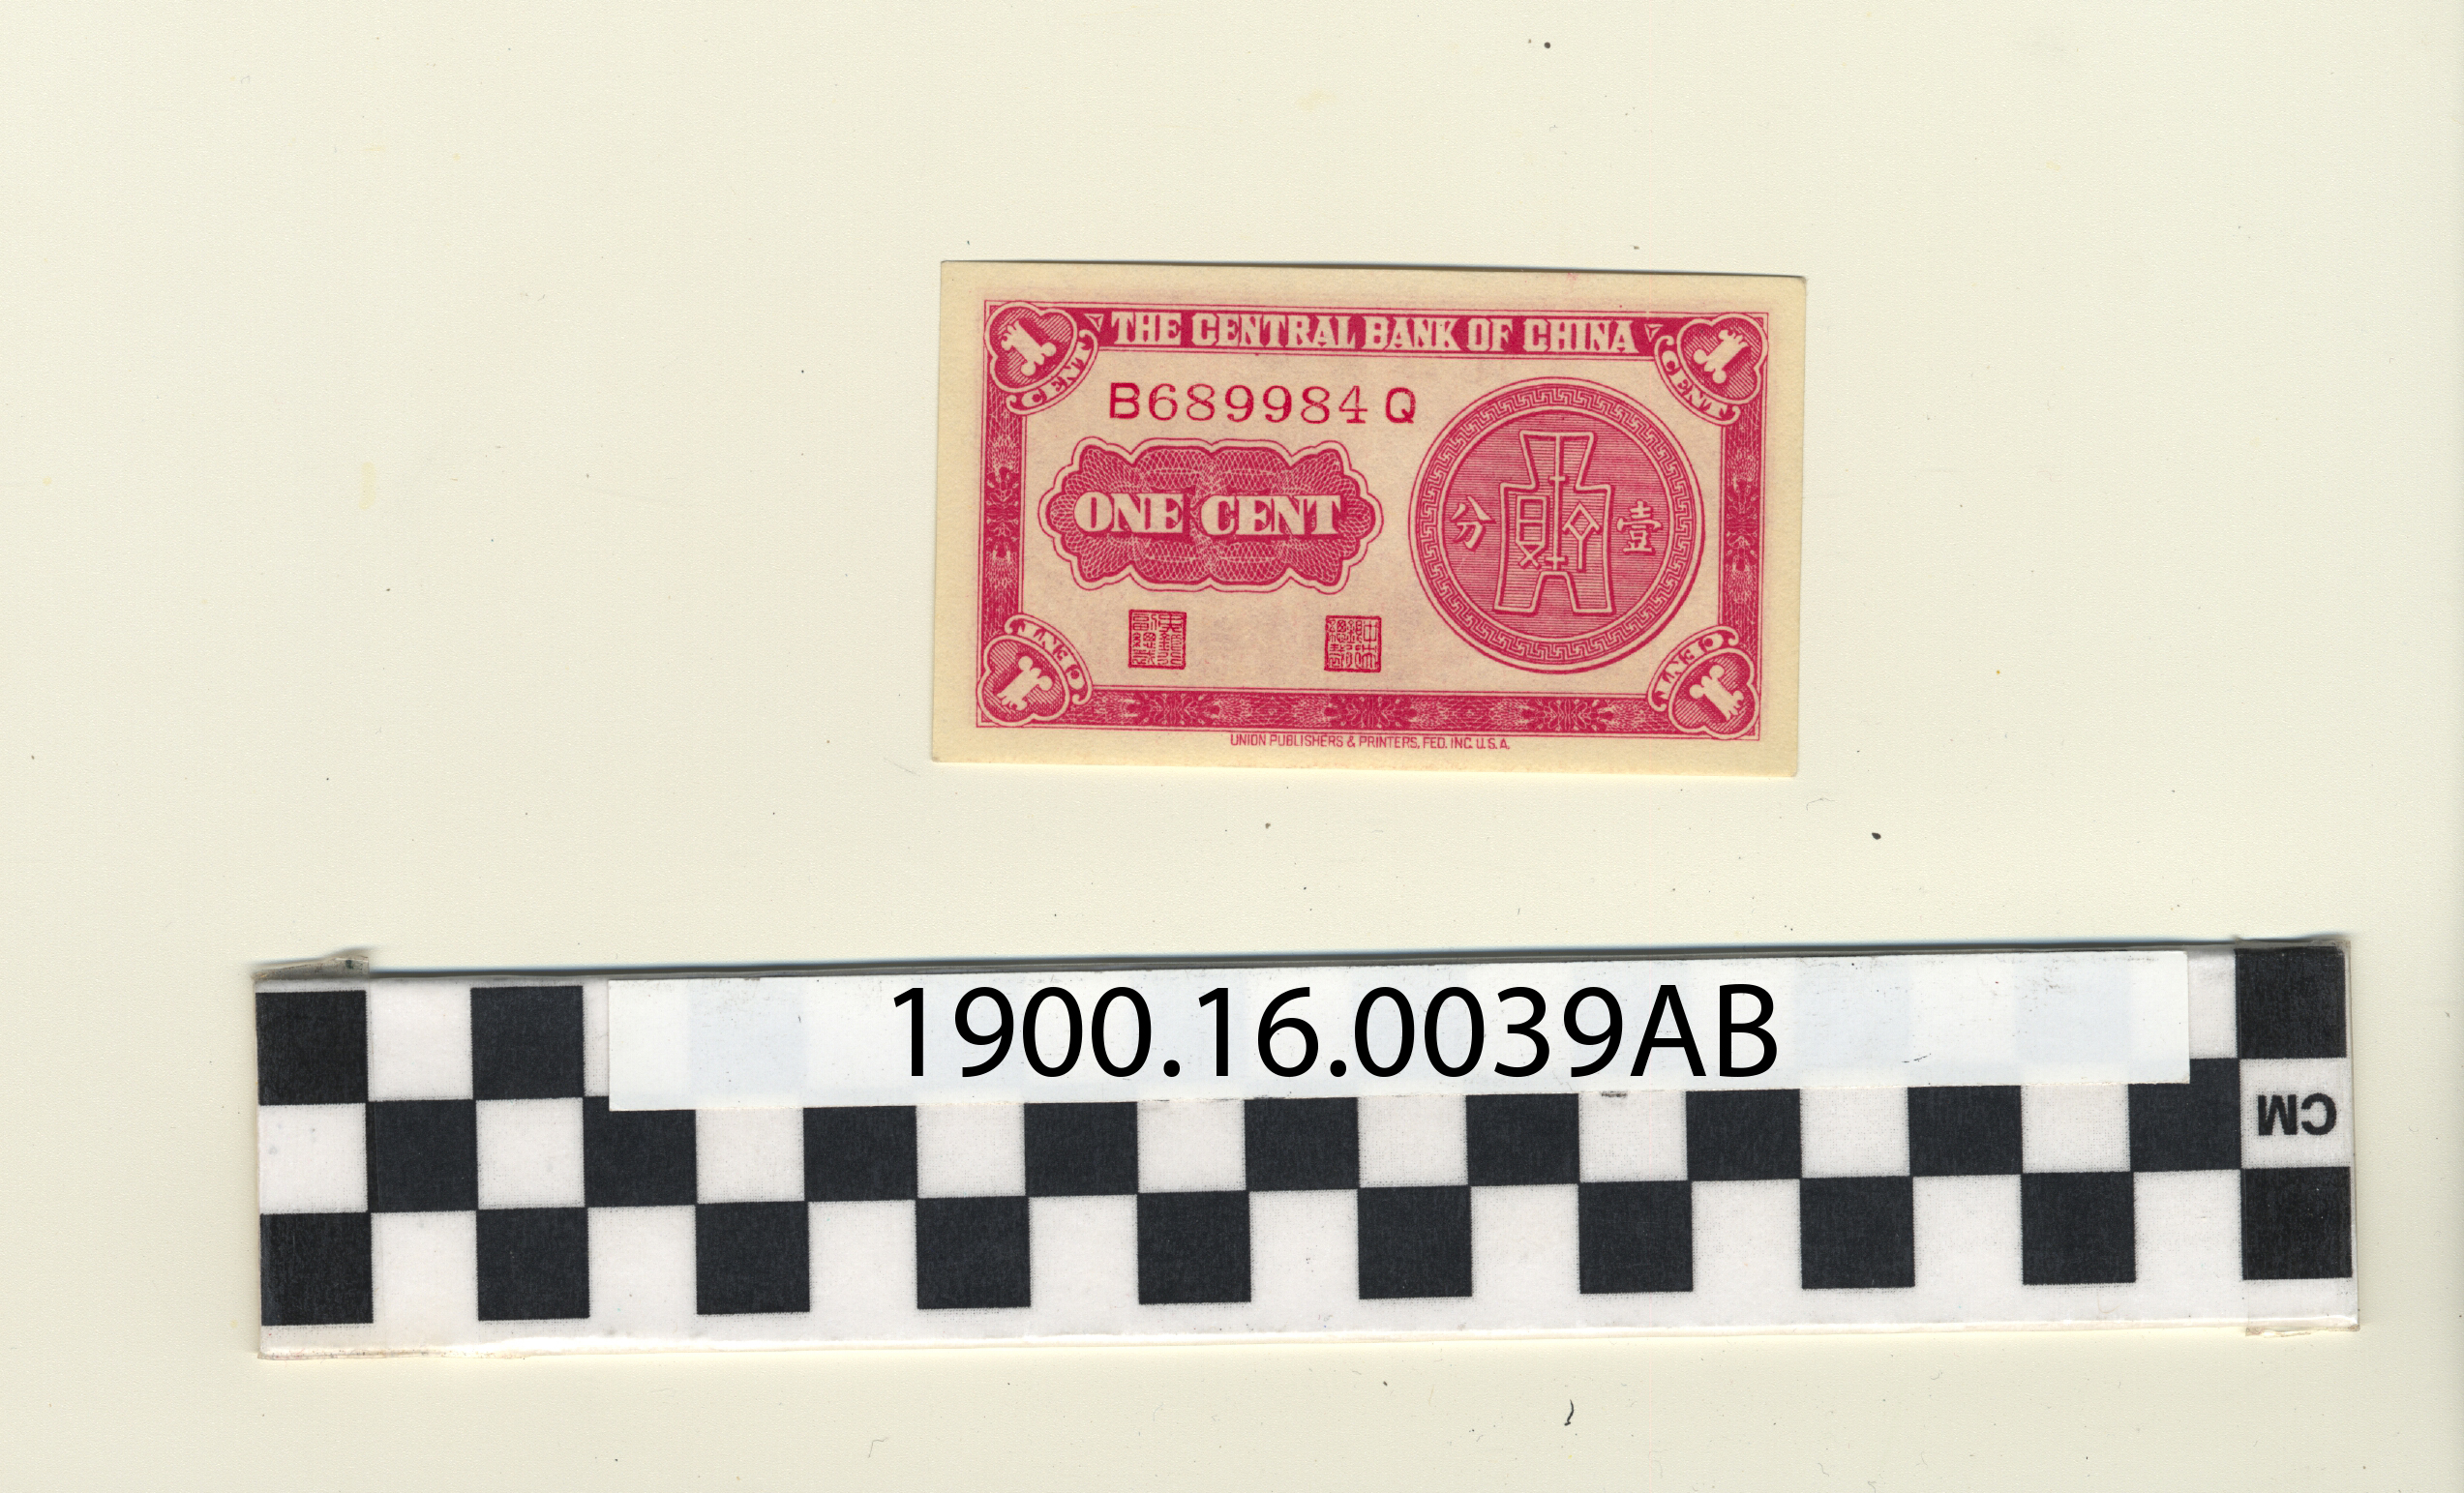 THE CENTRAL BANK OF CHINA
1 CENT
1 CENT
B689984Q
ONE CENT
分 壹
1 CENT
1 CENT
UNION PUBLISHERS & PRINTERS, FED. INC. U.S.A.
1900.16.0039AB
CM